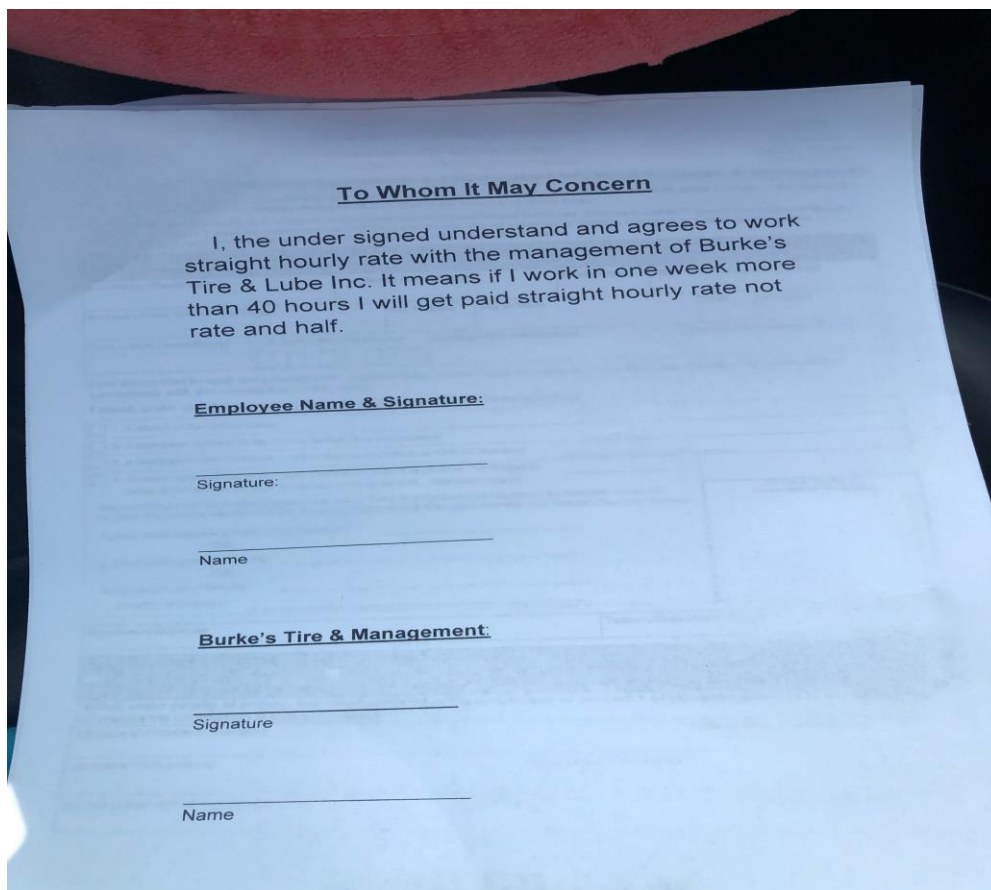 To Whom It May Concern
I, the under signed understand and agrees to work
straight hourly rate with the management of Burke's
Tire & Lube Inc. It means if I work in one week more
than 40 hours I will get paid straight hourly rate not
rate and half.
Employee Name & Signature:
Signature:
Name
Burke's Tire & Management:
Signature
Name